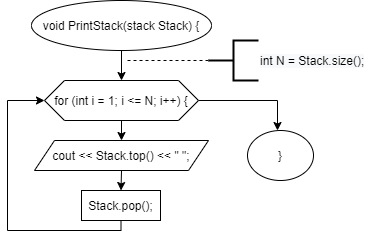 void PrintStack(stack Stack) {
int N = Stack.size();
for (int i = 1; i <= N; i++) {
cout << Stack.top() << " ";
}
Stack.pop();